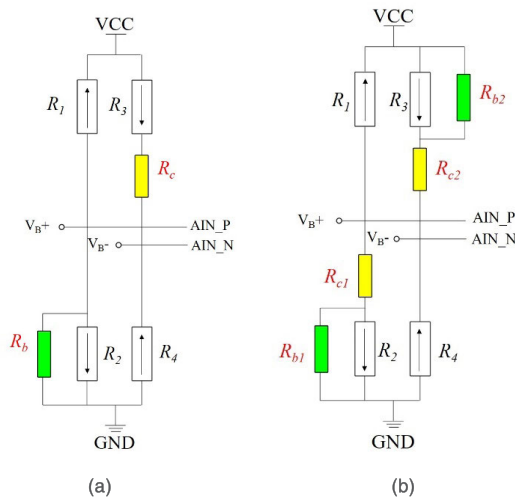 VCC
R1
R3
Rc
VB+
AIN_P
VB-
AIN_N
Rb
R2
R4
GND
(a)
VCC
R1
R3
Rb2
Rc2
VB+
AIN_P
VB-
AIN_N
Rc1
Rb1
R2
R4
GND
(b)